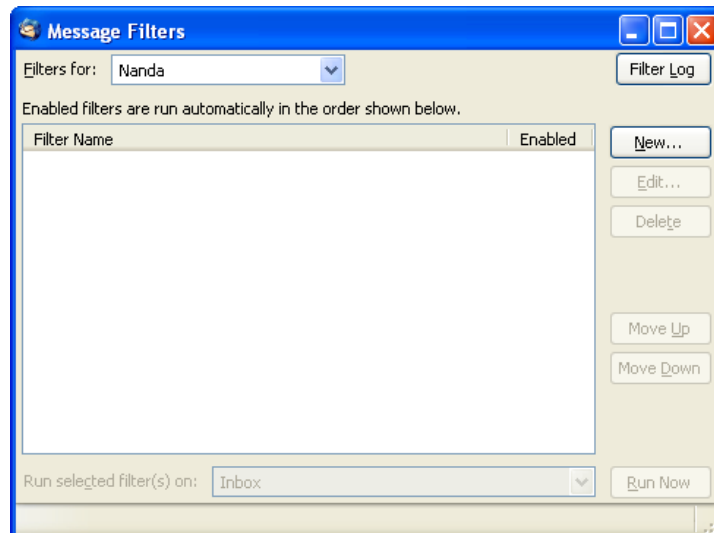 Message Filters
Filters for: Nanda Filter Log
Enabled filters are run automatically in the order shown below.
Filter Name Enabled
New...
Edit...
Delete
Move Up
Move Down
Run selected filter(s) on: Inbox Run Now